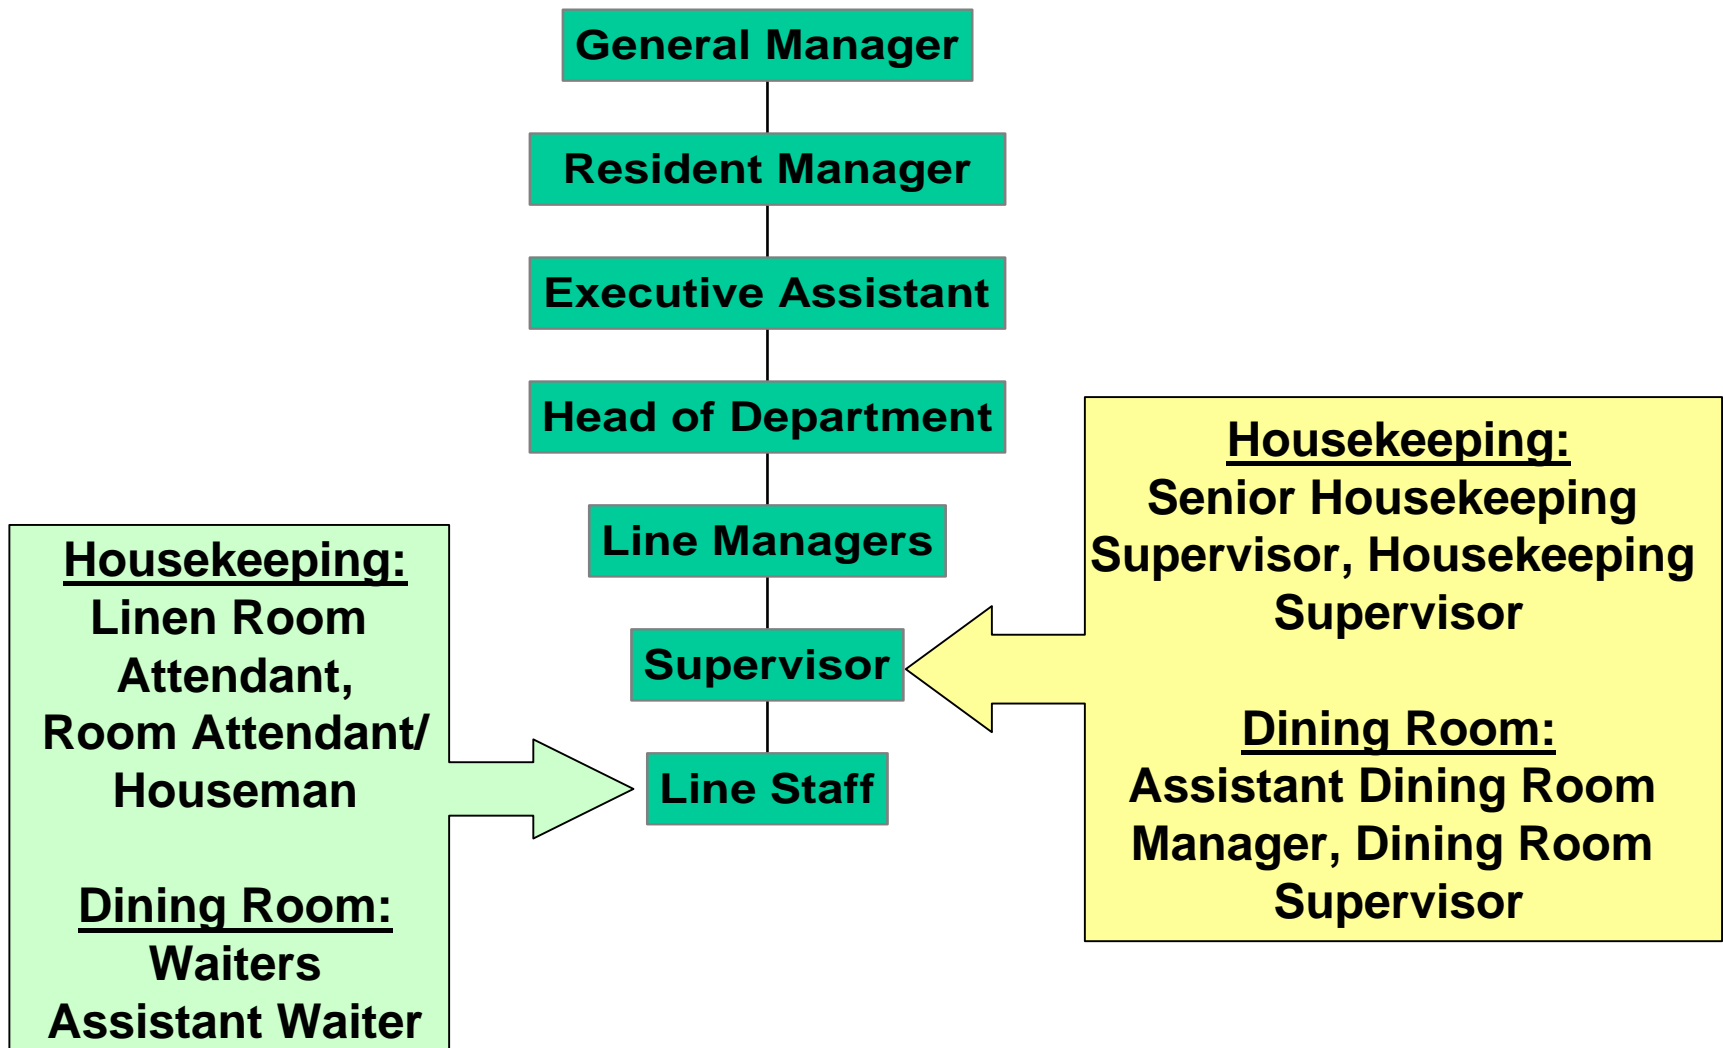 General Manager
Resident Manager
Executive Assistant
Head of Department
Line Managers
Supervisor
Line Staff
Housekeeping:
Linen Room
Attendant,
Room Attendant/
Houseman
Dining Room:
Waiters
Assistant Waiter
Housekeeping:
Senior Housekeeping
Supervisor, Housekeeping
Supervisor
Dining Room:
Assistant Dining Room
Manager, Dining Room
Supervisor